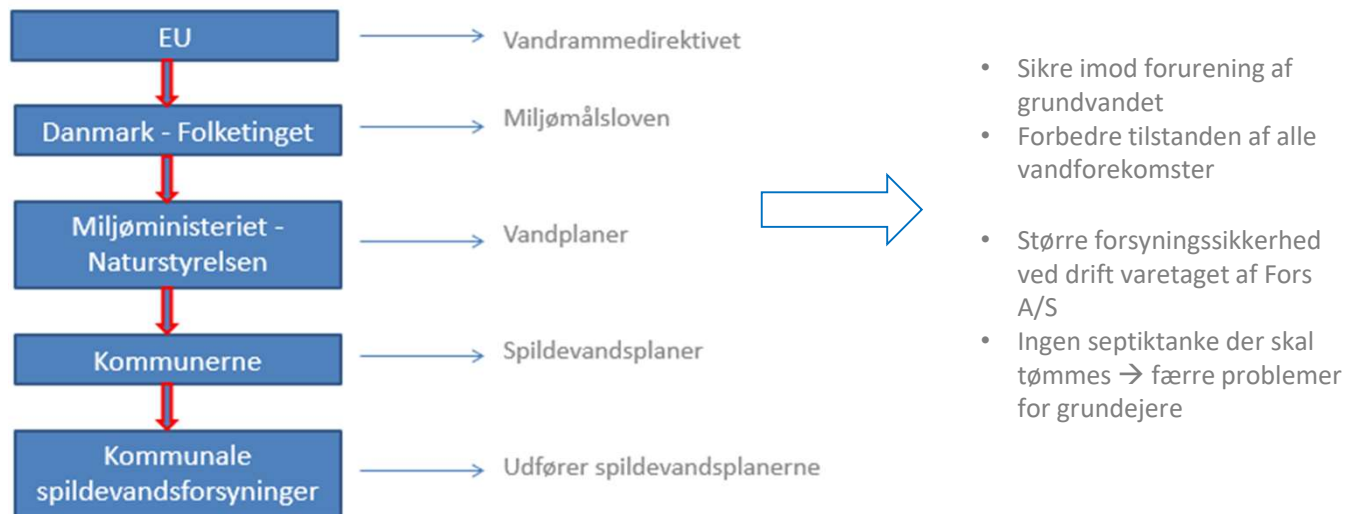 EU
Vandrammedirektivet
Danmark - Folketinget
Miljømålsloven
Miljøministeriet -
Naturstyrelsen
Vandplaner
Kommunerne
Spildevandsplaner
Kommunale
spildevandsforsyninger
Udfører spildevandsplanerne
• Sikre imod forurening af
grundvandet
• Forbedre tilstanden af alle
vandforekomster
• Større forsyningssikkerhed
ved drift varetaget af Fors
A/S
• Ingen septiktanke der skal
tømmes → færre problemer
for grundejere